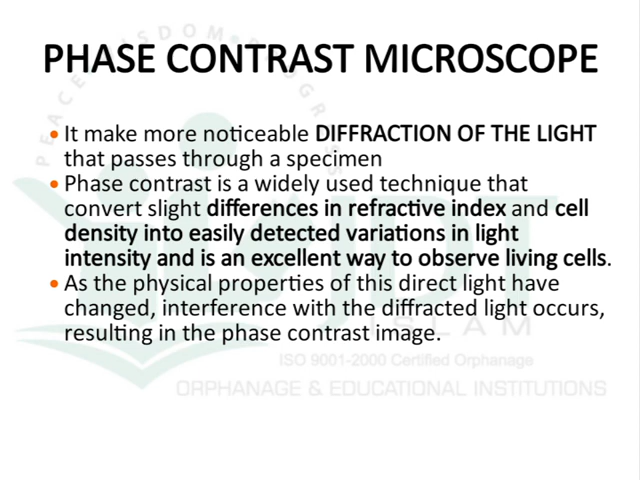 PHASE CONTRAST MICROSCOPE
• It make more noticeable DIFFRACTION OF THE LIGHT
that passes through a specimen
• Phase contrast is a widely used technique that
convert slight differences in refractive index and cell
density into easily detected variations in light
intensity and is an excellent way to observe living cells.
• As the physical properties of this direct light have
changed, interference with the diffracted light occurs,
resulting in the phase contrast image.
ISLAM
ISO 9001-2000 Certified Orphanage
ORPHANAGE & EDUCATIONAL INSTITUTIONS